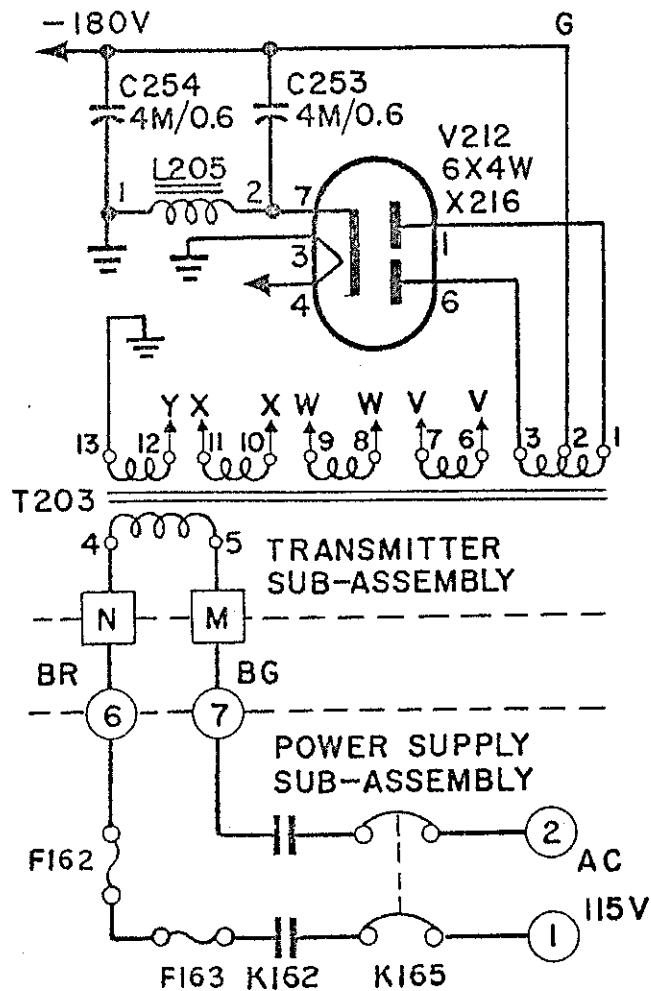 -180V G
C254 C253
4M/0.6 4M/0.6
V212
6X4W
X216
L205
1 2 7
3 1
4 6
Y X X W W V V
13 12 11 10 9 8 7 6 3 2 1
T203
4 5
TRANSMITTER
SUB-ASSEMBLY
N M
BR BG
6 7
POWER SUPPLY
SUB-ASSEMBLY
F162
2
AC
115V
1
F163 K162 K165